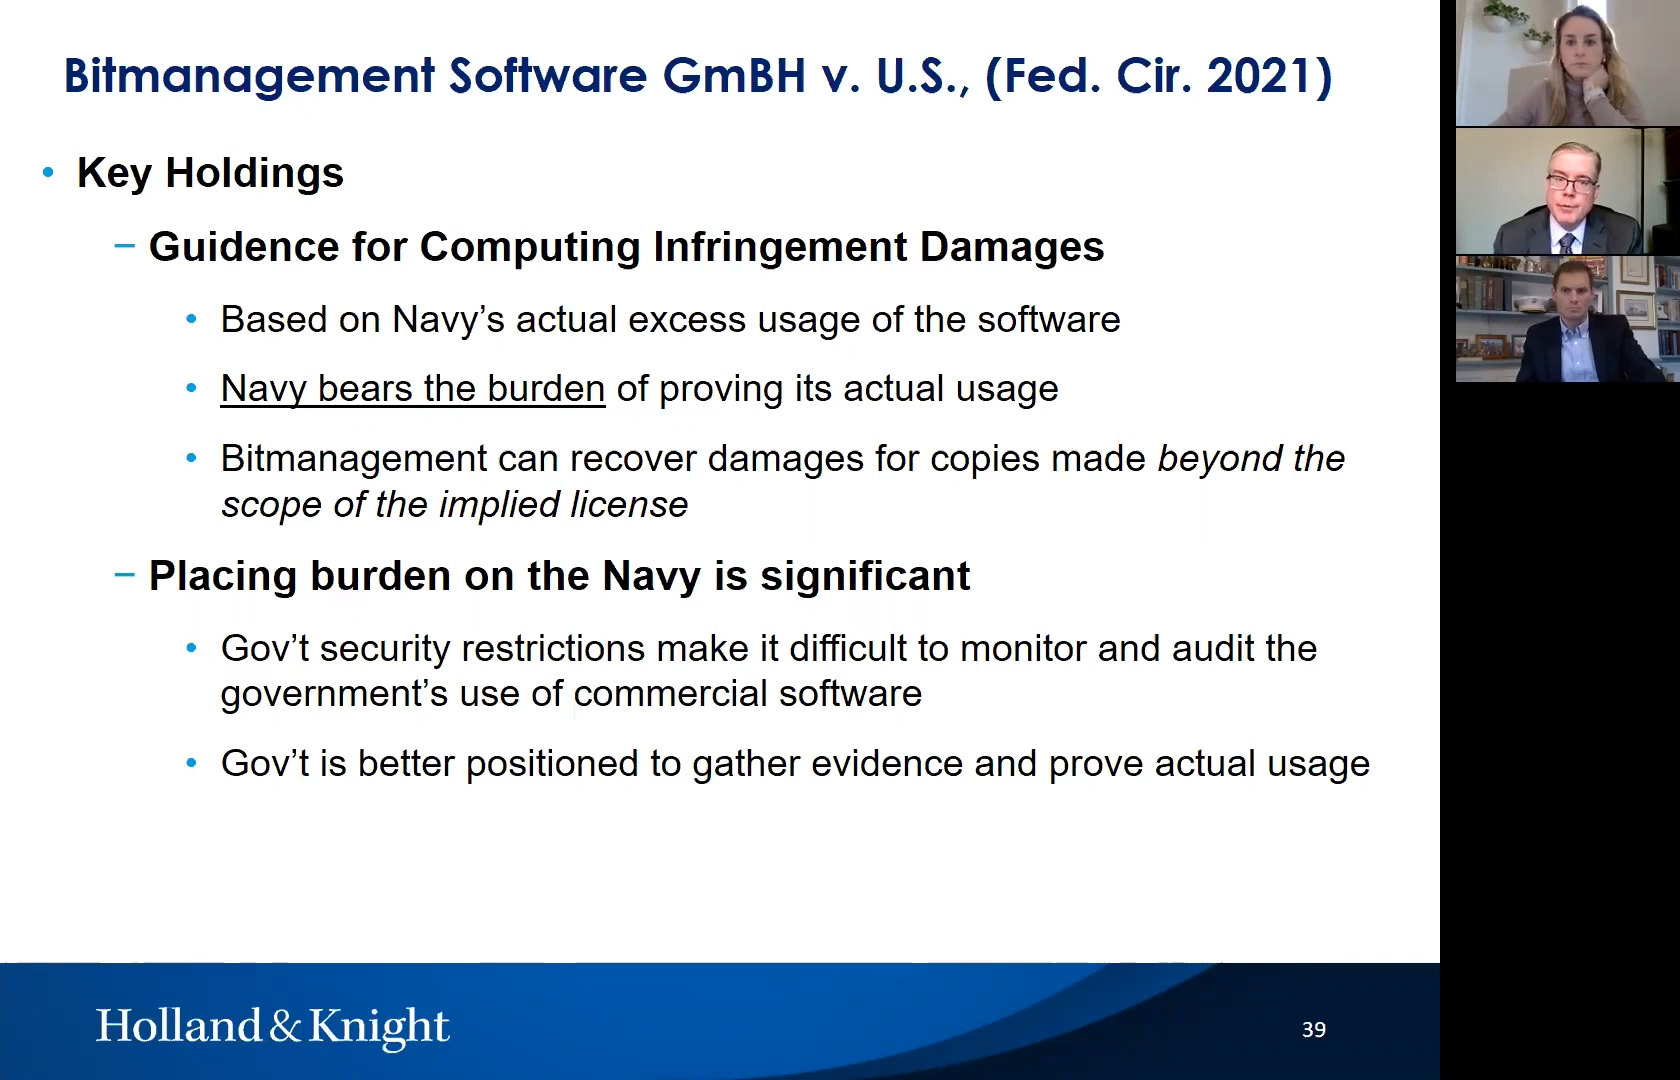 Bitmanagement Software GmBH v. U.S., (Fed. Cir. 2021)
• Key Holdings
− Guidence for Computing Infringement Damages
• Based on Navy’s actual excess usage of the software
• Navy bears the burden of proving its actual usage
• Bitmanagement can recover damages for copies made beyond the
scope of the implied license
− Placing burden on the Navy is significant
• Gov’t security restrictions make it difficult to monitor and audit the
government’s use of commercial software
• Gov’t is better positioned to gather evidence and prove actual usage
Holland & Knight
39